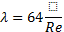 λ = 64 □/Re